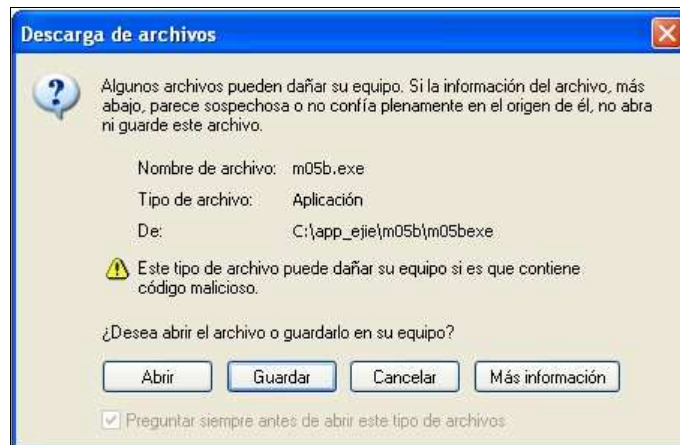 Descarga de archivos
Algunos archivos pueden dañar su equipo. Si la información del archivo, más
abajo, parece sospechosa o no confía plenamente en el origen de él, no abra
ni guarde este archivo.
Nombre de archivo: m05b.exe
Tipo de archivo: Aplicación
De: C:\app_ejie\m05b\m05bexe
Este tipo de archivo puede dañar su equipo si es que contiene
código malicioso.
¿Desea abrir el archivo o guardarlo en su equipo?
Abrir Guardar Cancelar Más información
Preguntar siempre antes de abrir este tipo de archivos